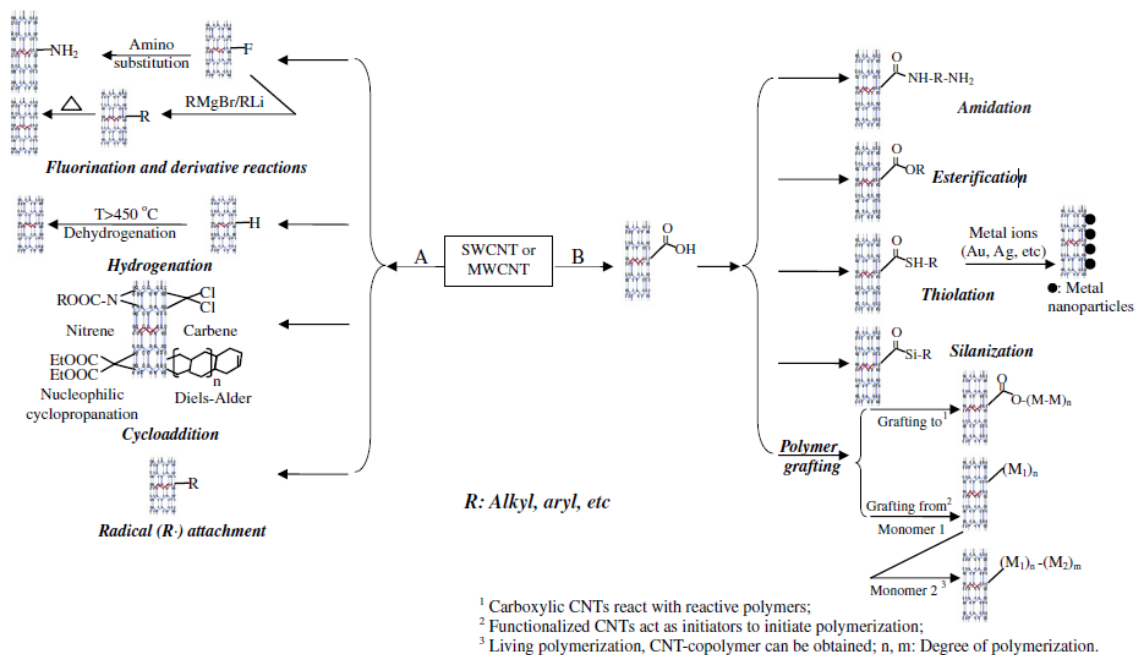 NH2
Amino
substitution
F
RMgBr/RLi
R
Fluorination and derivative reactions
T>450 °C
Dehydrogenation
H
Hydrogenation
ROOC-N
Cl
Cl
Nitrene
Carbene
EtOOC
EtOOC
n
Nucleophilic
cyclopropanation
Diels-Alder
Cycloaddition
R
Radical (R·) attachment
A
SWCNT or
MWCNT
B
O
OH
R: Alkyl, aryl, etc
O
NH-R-NH2
Amidation
O
OR
Esterification
O
SH-R
Thiolation
Metal ions
(Au, Ag, etc)
●: Metal
nanoparticles
O
Si-R
Silanization
Polymer
grafting
Grafting to1
O
O-(M-M)n
Grafting from2
Monomer 1
(M1)n
Monomer 2 3
(M1)n-(M2)m
1 Carboxylic CNTs react with reactive polymers;
2 Functionalized CNTs act as initiators to initiate polymerization;
3 Living polymerization, CNT-copolymer can be obtained; n, m: Degree of polymerization.